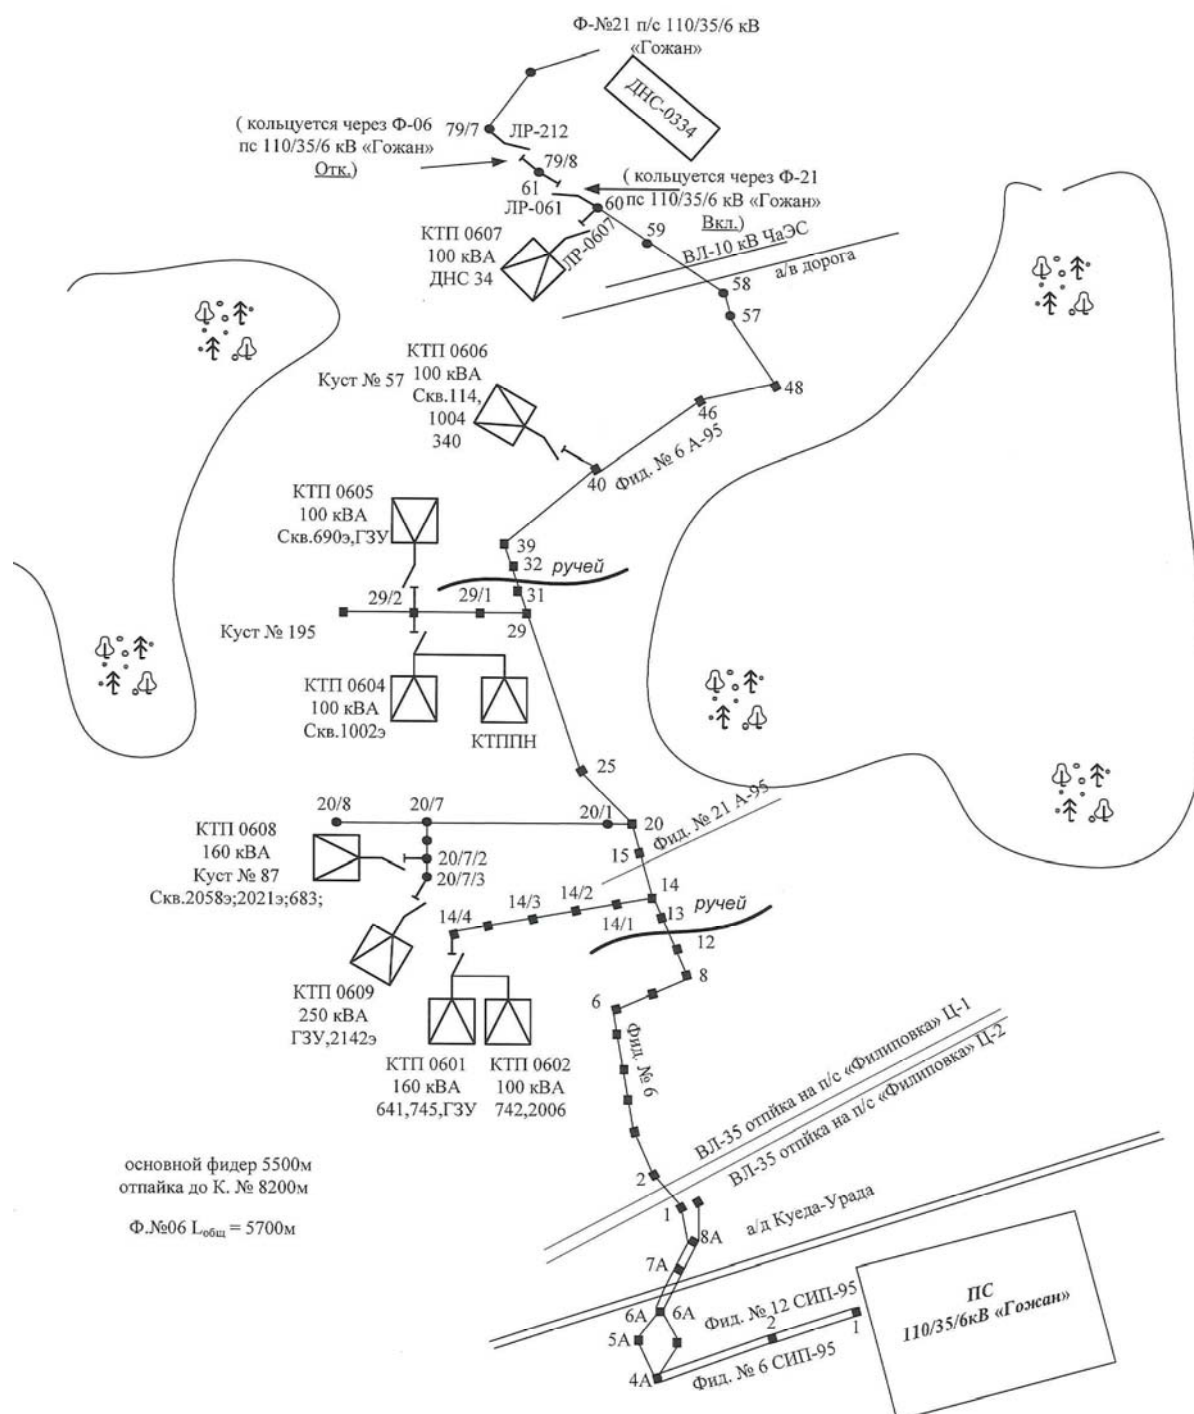 Ф-№21 п/с 110/35/6 кВ
«Гожан»
ДНС-0334
( кольцуется через Ф-06
пс 110/35/6 кВ «Гожан»
Отк.)
79/7
ЛР-212
79/8
61
ЛР-061
( кольцуется через Ф-21
пс 110/35/6 кВ «Гожан»
Вкл.)
60
КТП 0607
100 кВА
ДНС 34
ЛР-0607
59
ВЛ-10 кВ ЧаЭС
а/в дорога
58
57
48
46
КТП 0606
100 кВА
Скв.114,
1004
340
Куст № 57
Фид. № 6 А-95
40
КТП 0605
100 кВА
Скв.690э,ГЗУ
39
32
ручей
31
29/2
29/1
29
Куст № 195
КТП 0604
100 кВА
Скв.1002э
КТППН
25
20/8
20/7
20/1
20
Фид. № 21 А-95
15
КТП 0608
160 кВА
Куст № 87
Скв.2058э;2021э;683;
20/7/2
20/7/3
14/4
14/3
14/2
14/1
14
13
ручей
12
8
6
КТП 0609
250 кВА
ГЗУ,2142э
КТП 0601
160 кВА
641,745,ГЗУ
КТП 0602
100 кВА
742,2006
Фид. № 6
ВЛ-35 отпйка на п/с «Филиповка» Ц-1
ВЛ-35 отпйка на п/с «Филиповка» Ц-2
2
1
основной фидер 5500м
отпайка до К. № 8200м
Ф.№06 Lобщ = 5700м
а/д Куеда-Урада
8А
7А
6А
6А
5А
4А
Фид. № 12 СИП-95
2
1
Фид. № 6 СИП-95
ПС
110/35/6кВ «Гожан»